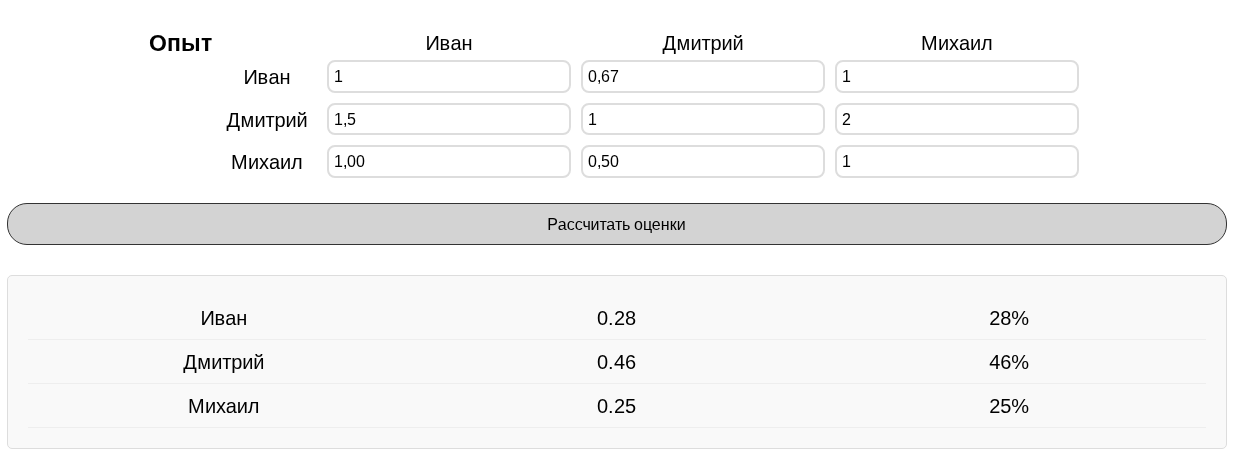 Опыт Иван Дмитрий Михаил
Иван 1 0,67 1
Дмитрий 1,5 1 2
Михаил 1,00 0,50 1
Рассчитать оценки
Иван 0.28 28%
Дмитрий 0.46 46%
Михаил 0.25 25%